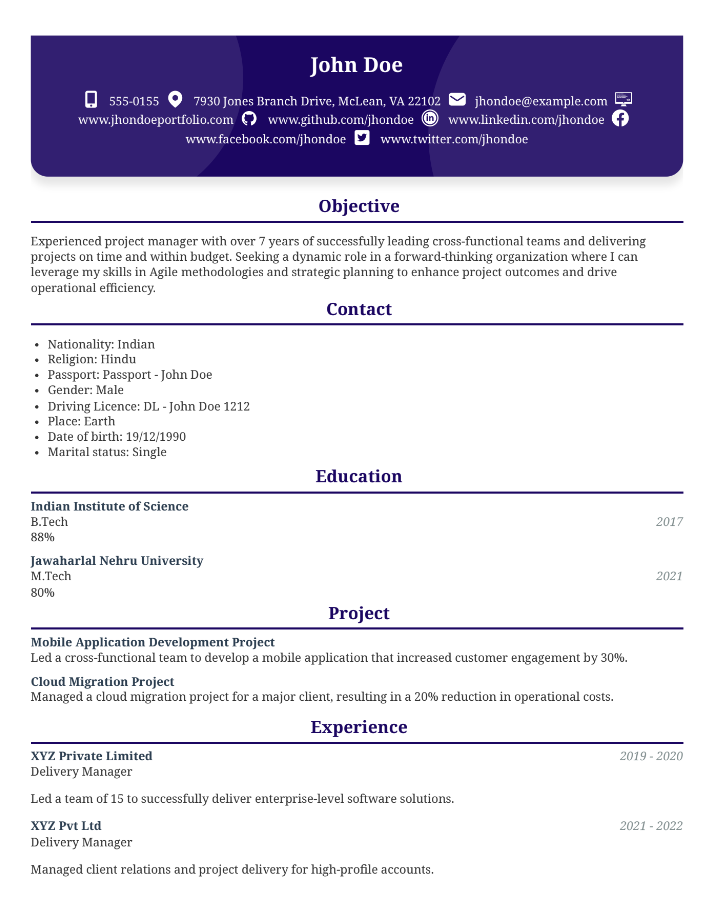 John Doe
555-0155 7930 Jones Branch Drive, McLean, VA 22102 jhondoe@example.com
www.jhondoeportfolio.com www.github.com/jhondoe www.linkedin.com/jhondoe
www.facebook.com/jhondoe www.twitter.com/jhondoe
Objective
Experienced project manager with over 7 years of successfully leading cross-functional teams and delivering
projects on time and within budget. Seeking a dynamic role in a forward-thinking organization where I can
leverage my skills in Agile methodologies and strategic planning to enhance project outcomes and drive
operational efficiency.
Contact
• Nationality: Indian
• Religion: Hindu
• Passport: Passport - John Doe
• Gender: Male
• Driving Licence: DL - John Doe 1212
• Place: Earth
• Date of birth: 19/12/1990
• Marital status: Single
Education
Indian Institute of Science
B.Tech 2017
88%
Jawaharlal Nehru University
M.Tech 2021
80%
Project
Mobile Application Development Project
Led a cross-functional team to develop a mobile application that increased customer engagement by 30%.
Cloud Migration Project
Managed a cloud migration project for a major client, resulting in a 20% reduction in operational costs.
Experience
XYZ Private Limited 2019 - 2020
Delivery Manager
Led a team of 15 to successfully deliver enterprise-level software solutions.
XYZ Pvt Ltd 2021 - 2022
Delivery Manager
Managed client relations and project delivery for high-profile accounts.